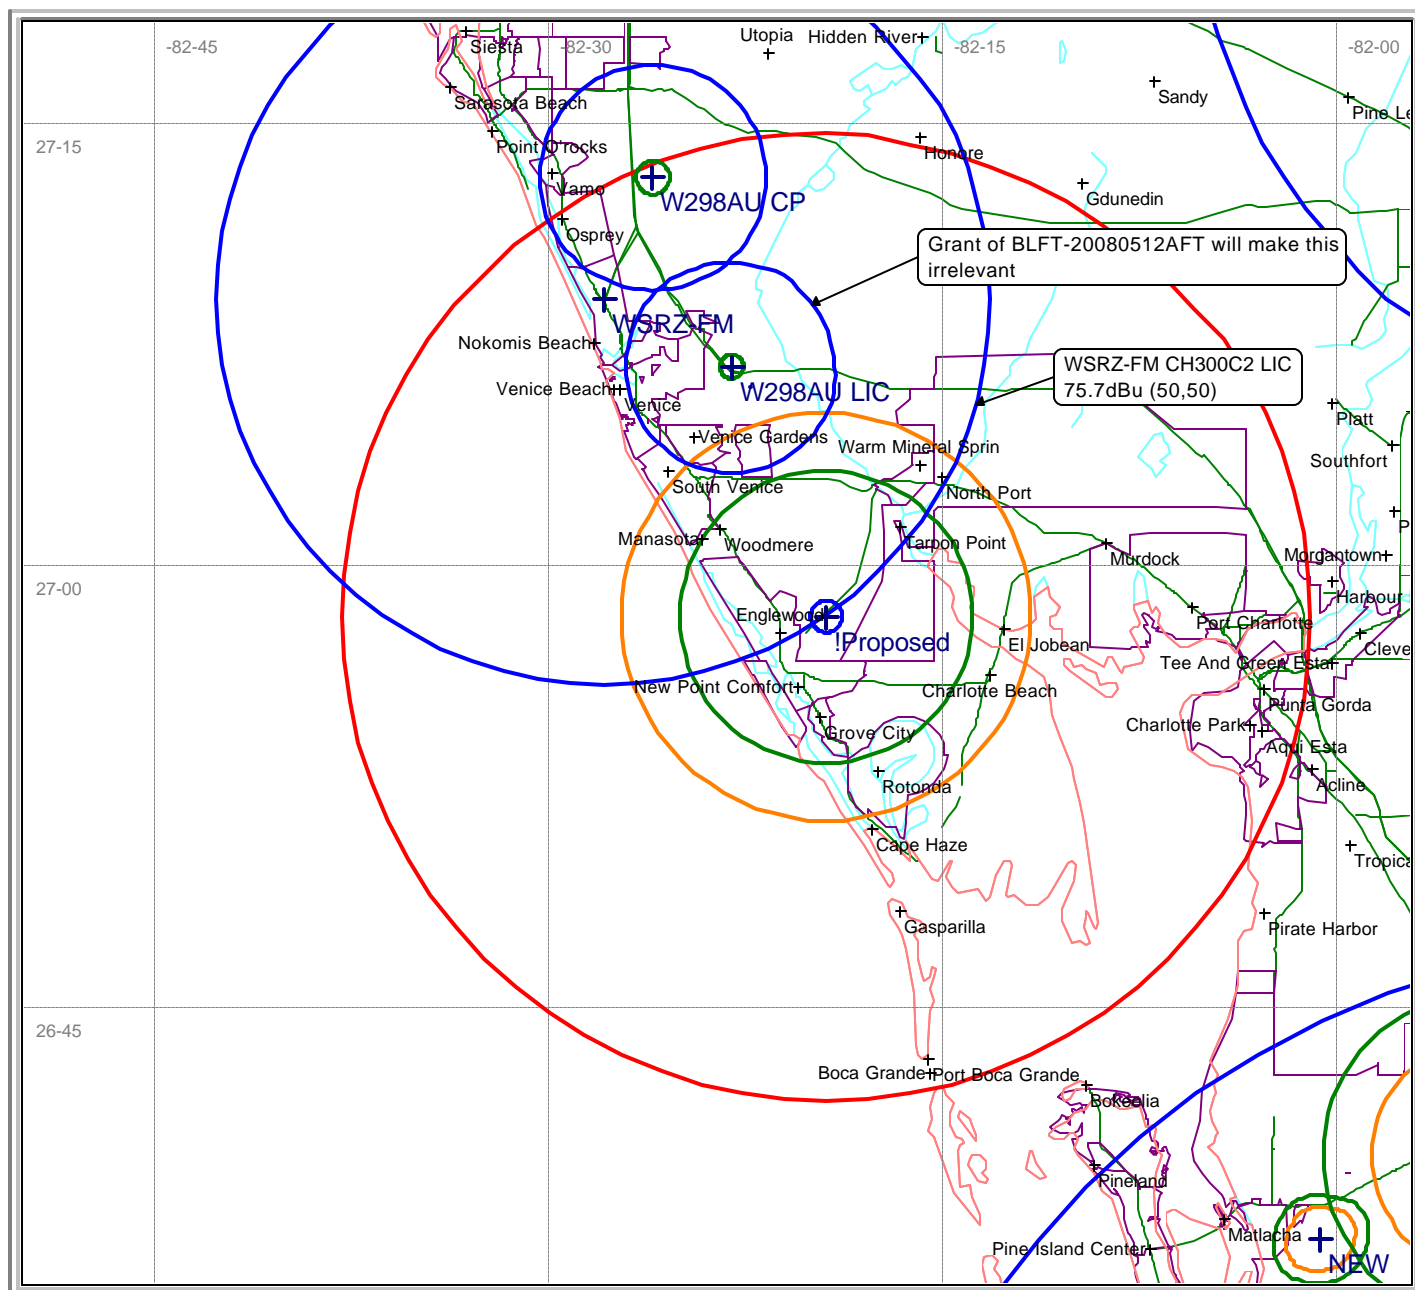 -82-45
-82-30
-82-15
-82-00
Siesta
Utopia
Hidden River
Sandy
Pine Le
Sarasota Beach
27-15
Point O'rocks
Honore
Vamo
Gdunedin
W298AU CP
Osprey
Grant of BLFT-20080512AFT will make this
irrelevant
WSRZ-FM
Nokomis Beach
WSRZ-FM CH300C2 LIC
75.7dBu (50,50)
Venice Beach
W298AU LIC
Venice
Platt
Venice Gardens
Warm Mineral Sprin
Southfort
South Venice
North Port
P
Manasota
Woodmere
Tarpon Point
Murdock
Morgantown
27-00
Harbour
Englewood
Port Charlotte
!Proposed
El Jobean
Cleve
Tee And Green Esta
New Point Comfort
Charlotte Beach
Punta Gorda
Grove City
Charlotte Park
Aqui Esta
Rotonda
Acline
Cape Haze
Tropica
Gasparilla
Pirate Harbor
26-45
Boca Grande
Port Boca Grande
Bokeelia
Pineland
Matlacha
Pine Island Center
NEW